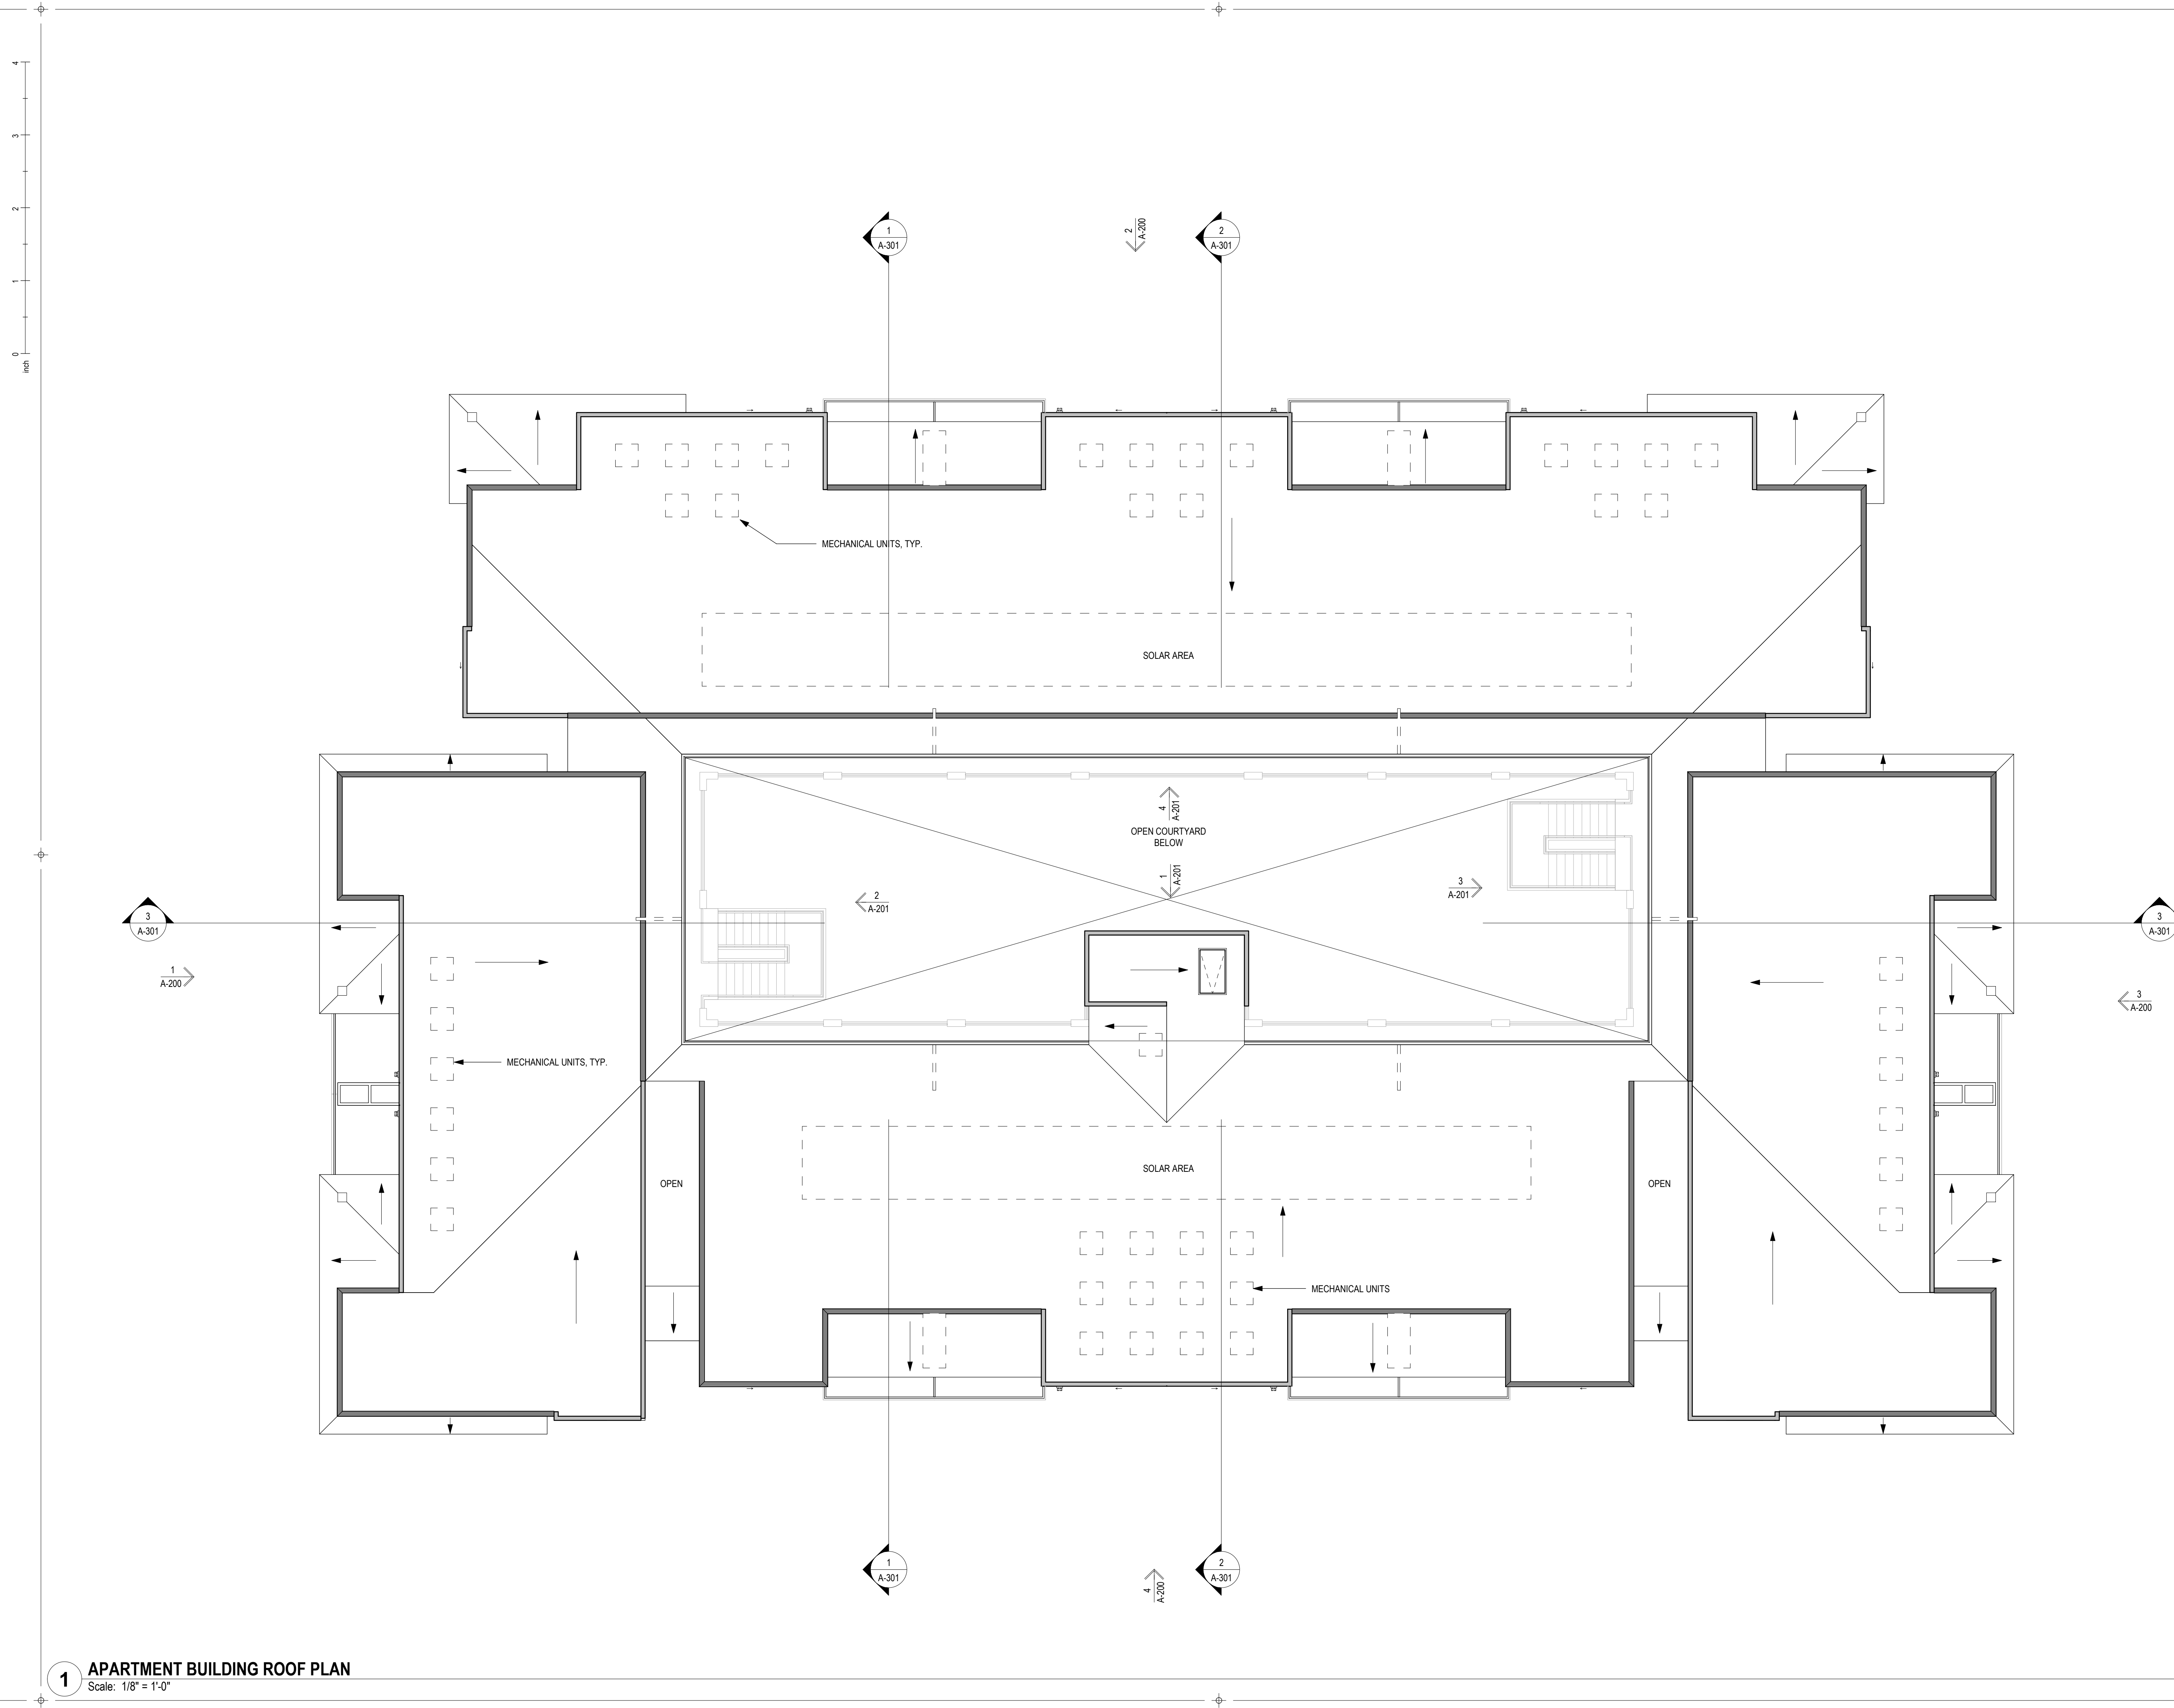 4
3
2
1
0
inch
1
A-301
2
A-200
2
A-301
MECHANICAL UNITS, TYP.
SOLAR AREA
4
A-201
OPEN COURTYARD
BELOW
1
A-201
2
A-201
3
A-201
3
A-301
3
A-301
1
A-200
3
A-200
MECHANICAL UNITS, TYP.
SOLAR AREA
OPEN
OPEN
MECHANICAL UNITS
1
A-301
4
A-200
2
A-301
1
APARTMENT BUILDING ROOF PLAN
Scale: 1/8" = 1'-0"